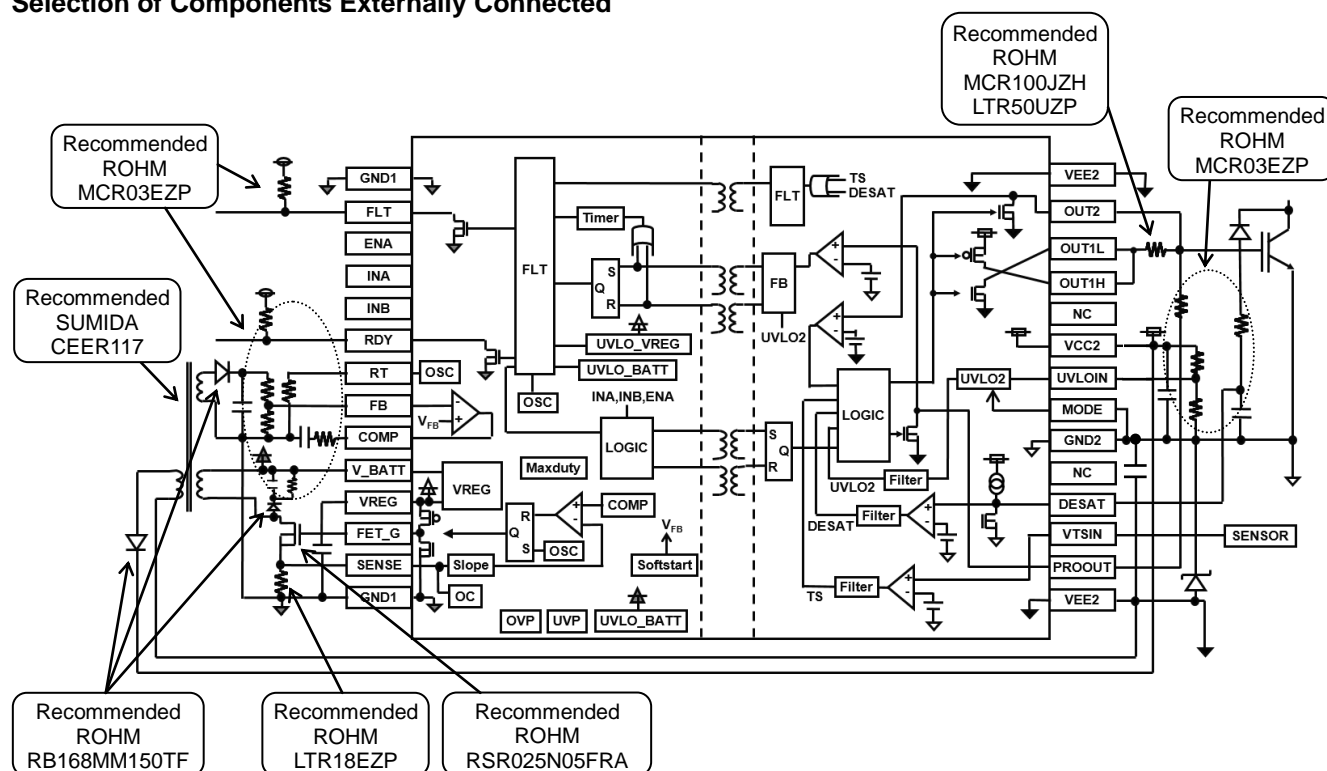 Selection of Components Externally Connected
Recommended
ROHM
MCR100JZH
LTR50UZP
Recommended
ROHM
MCR03EZP
Recommended
ROHM
MCR03EZP
Recommended
SUMIDA
CEER117
GND1
FLT
ENA
INA
INB
RDY
RT
FB
COMP
V_BATT
VREG
FET_G
SENSE
GND1
FLT
Timer
S
Q
R
UVLO_VREG
UVLO_BATT
OSC
OSC
INA,INB,ENA
LOGIC
VFB
- +
VREG
Maxduty
R
Q
S
OSC
+
-
COMP
VFB
Softstart
Slope
OC
OVP
UVP
UVLO_BATT
FLT
TS
DESAT
FB
UVLO2
+
-
+
-
LOGIC
UVLO2
S
Q
R
UVLO2
Filter
DESAT
Filter
+
-
TS
Filter
+
-
VEE2
OUT2
OUT1L
OUT1H
NC
VCC2
UVLOIN
MODE
GND2
NC
DESAT
VTSIN
PROOUT
VEE2
SENSOR
Recommended
ROHM
RB168MM150TF
Recommended
ROHM
LTR18EZP
Recommended
ROHM
RSR025N05FRA